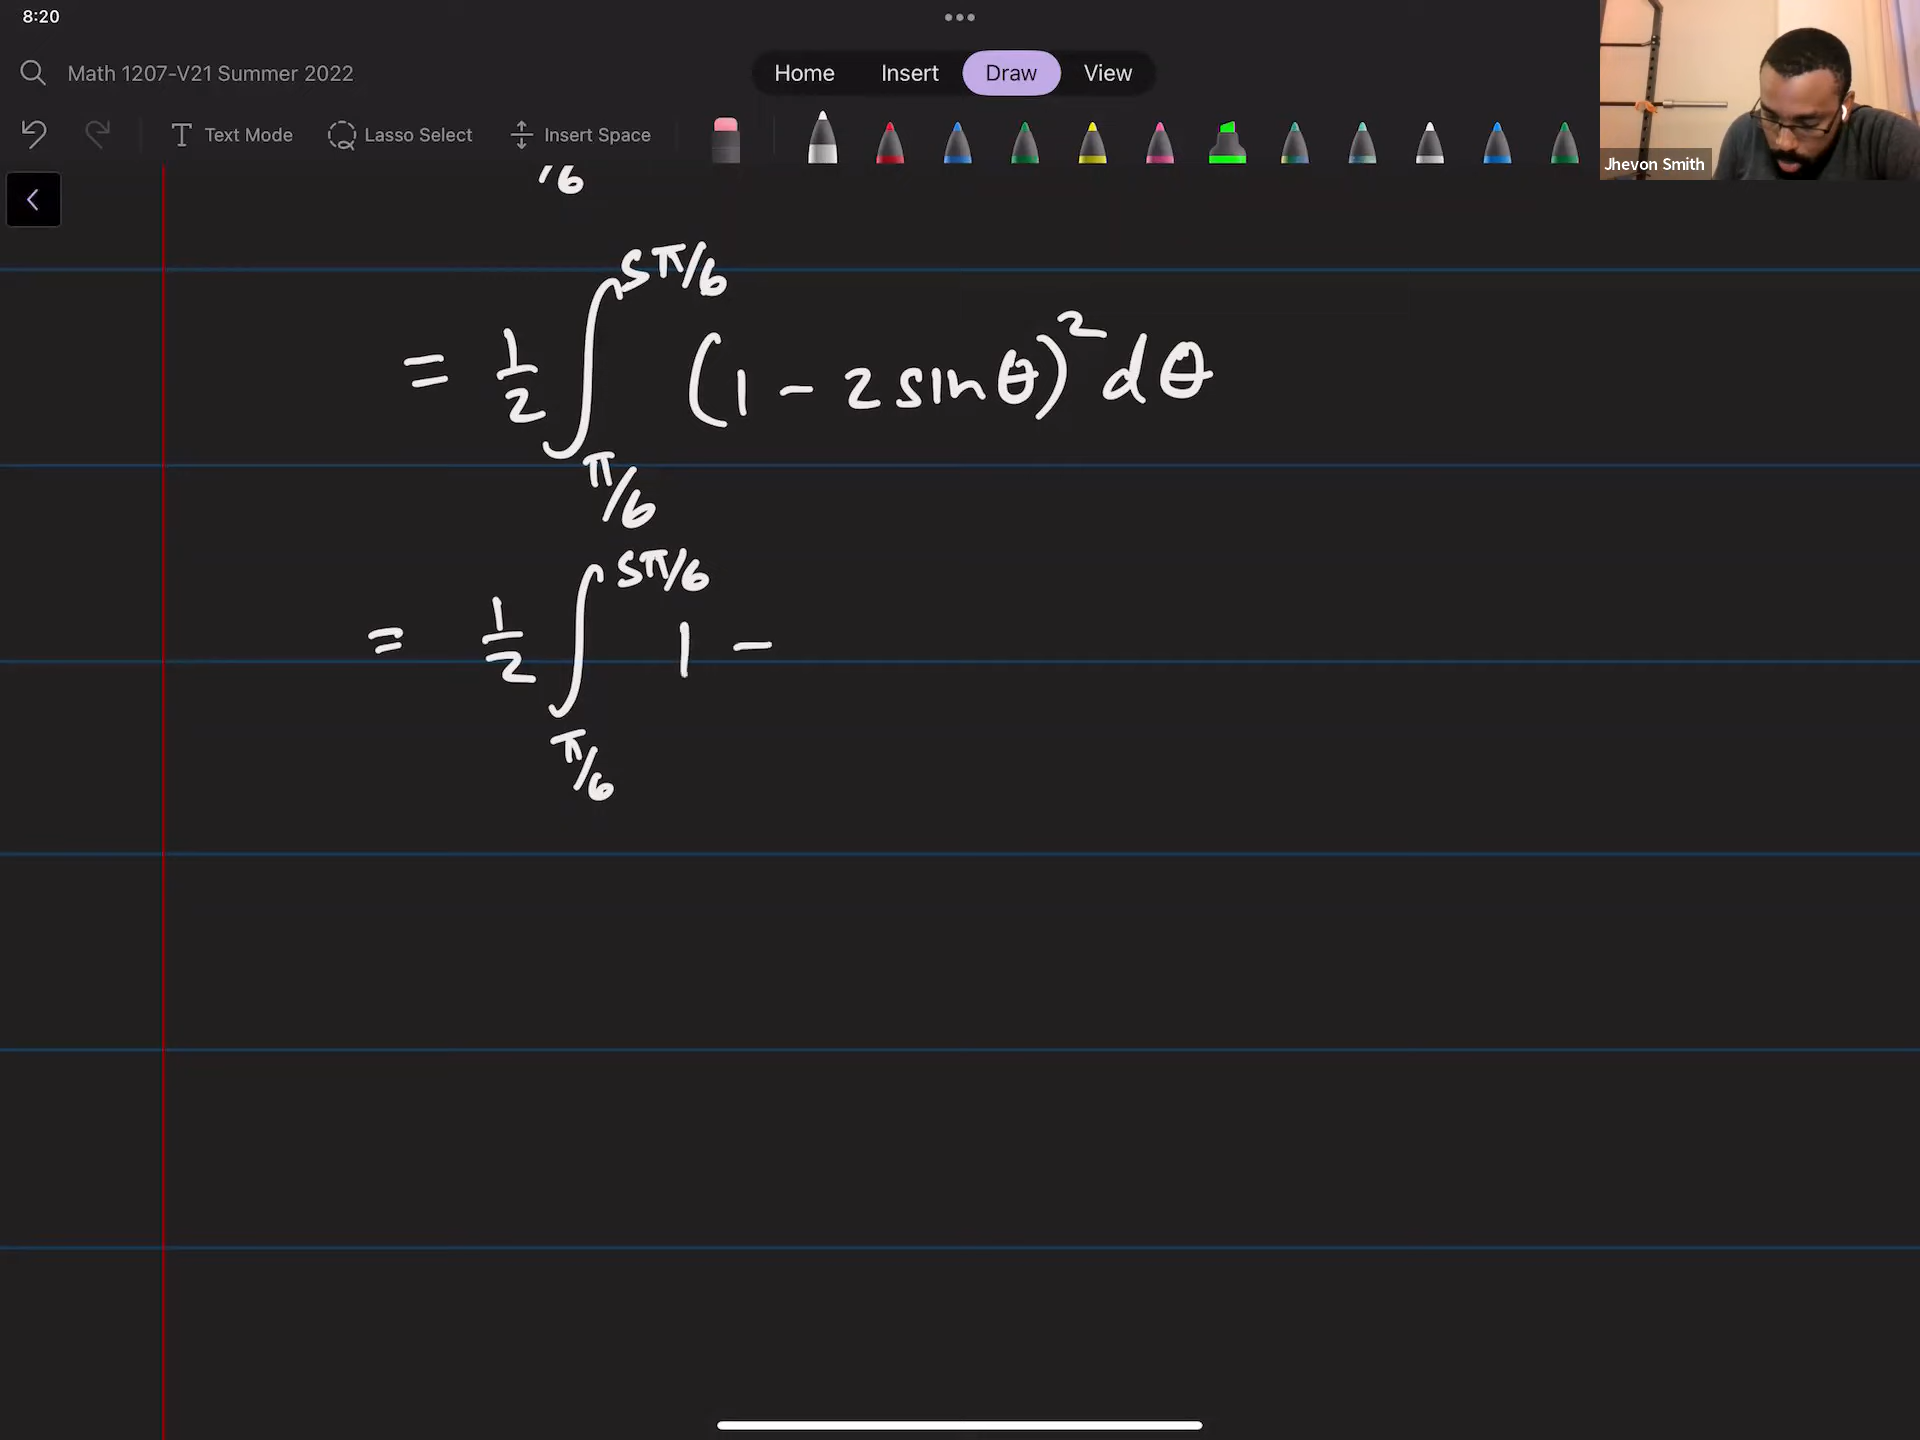 8:20
Math 1207-V21 Summer 2022
Home Insert Draw View
Text Mode Lasso Select Insert Space
Jhevon Smith
= 1/2 ∫_{π/6}^{5π/6} (1 - 2 sin θ)² dθ
= 1/2 ∫_{π/6}^{5π/6} 1 -